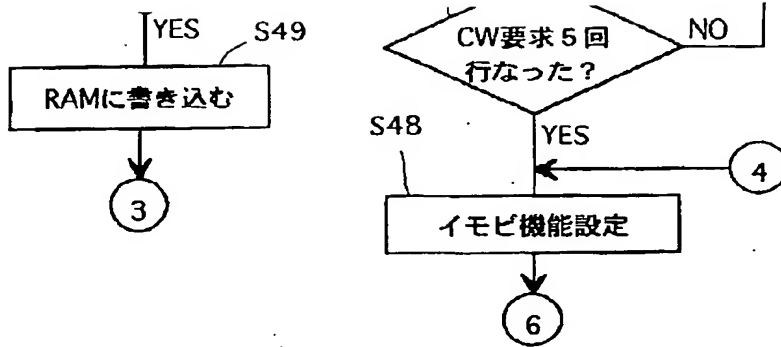 YES
S49
RAMに書き込む
3
CW要求5回
行なった?
NO
YES
S48
4
イモビ機能設定
6